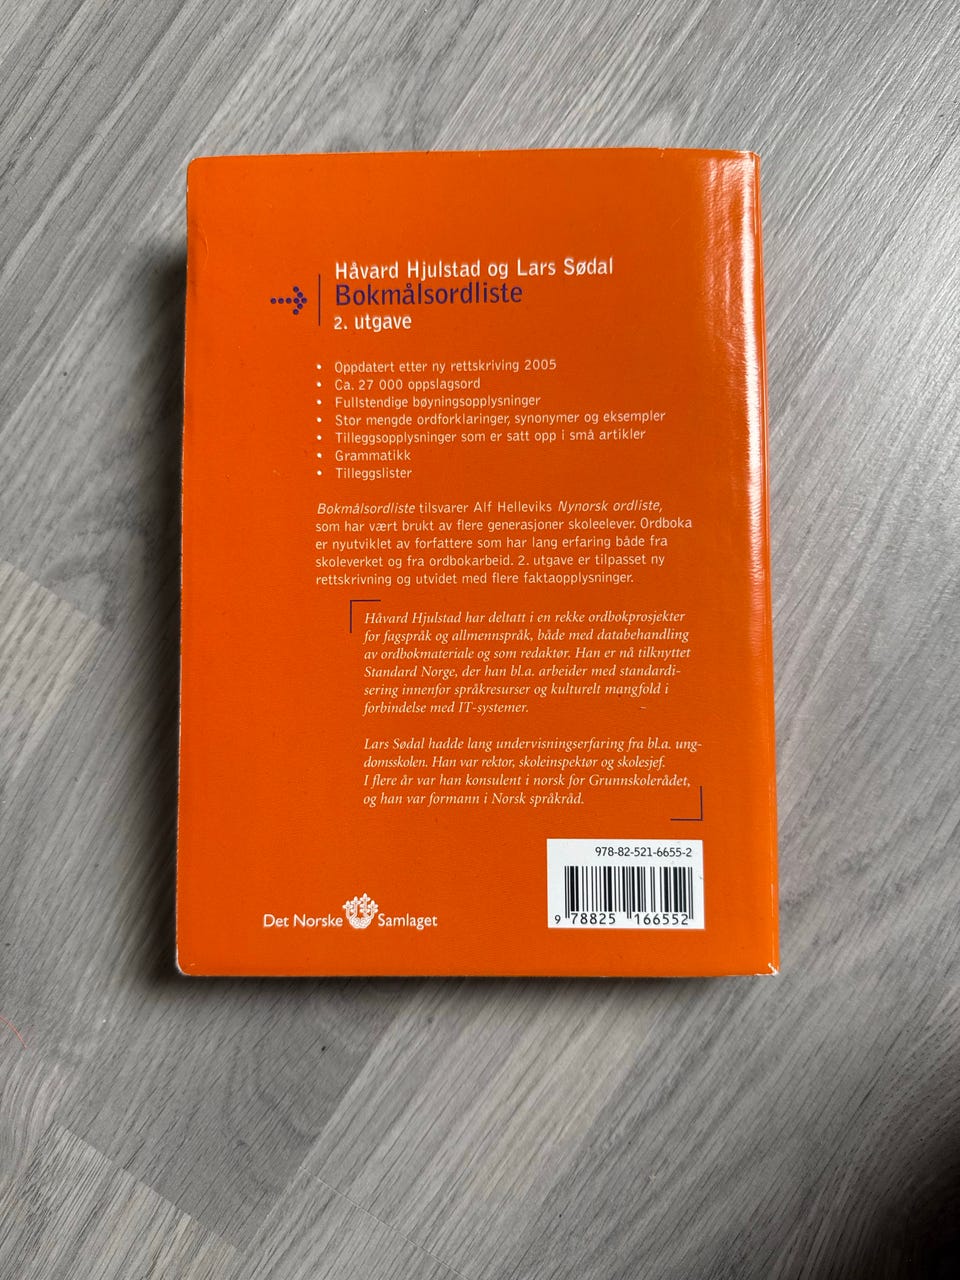 Håvard Hjulstad og Lars Sødal
Bokmålsordliste
2. utgave
• Oppdatert etter ny rettskriving 2005
• Ca. 27 000 oppslagsord
• Fullstendige bøyningsopplysninger
• Stor mengde ordforklaringer, synonymer og eksempler
• Tilleggsopplysninger som er satt opp i små artikler
• Grammatikk
• Tilleggslister
Bokmålsordliste tilsvarer Alf Helleviks Nynorsk ordliste,
som har vært brukt av flere generasjoner skoleelever. Ordboka
er nyutviklet av forfattere som har lang erfaring både fra
skoleverket og fra ordbokarbeid. 2. utgave er tilpasset ny
rettskrivning og utvidet med flere faktaopplysninger.
Håvard Hjulstad har deltatt i en rekke ordbokprosjekter
for fagspråk og allmennspråk, både med databehandling
av ordbokmateriale og som redaktør. Han er nå tilknyttet
Standard Norge, der han bl.a. arbeider med standardi-
sering innenfor språkresurser og kulturelt mangfold i
forbindelse med IT-systemer.
Lars Sødal hadde lang undervisningserfaring fra bl.a. ung-
domsskolen. Han var rektor, skoleinspektør og skolesjef.
I flere år var han konsulent i norsk for Grunnskolerådet,
og han var formann i Norsk språkråd.
978-82-521-6655-2
9 788252 166552
Det Norske Samlaget